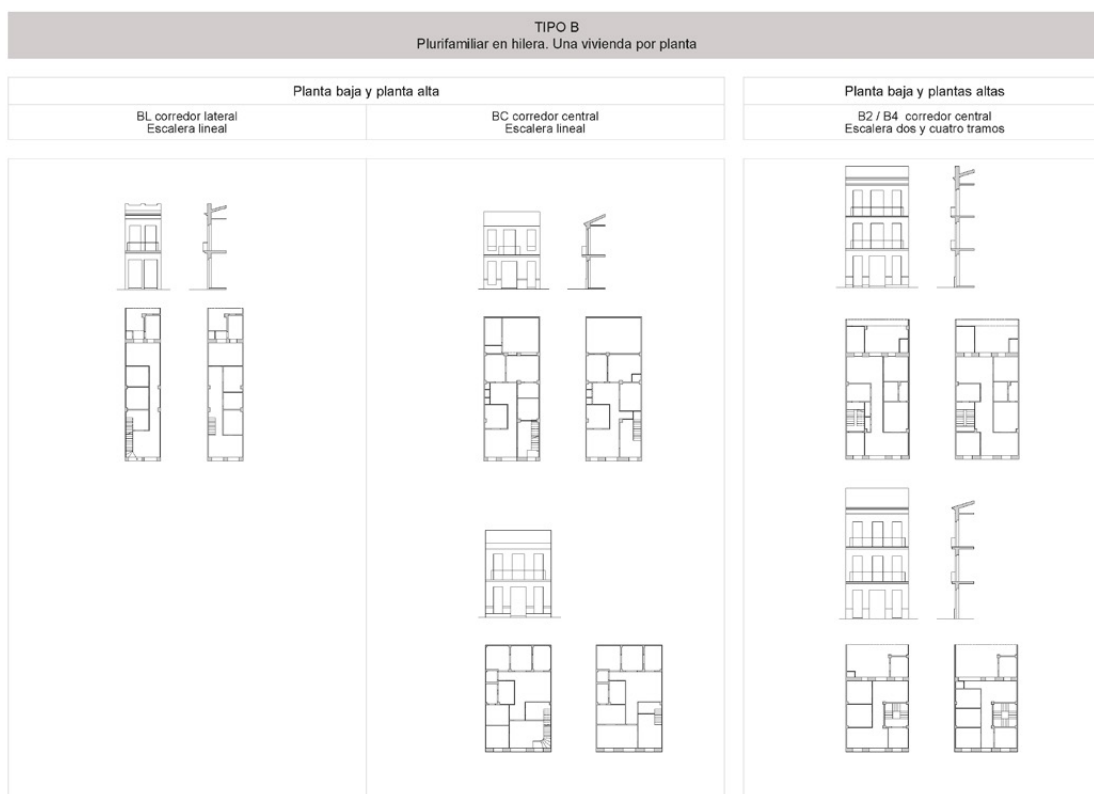 TIPO B
Plurifamiliar en hilera. Una vivienda por planta
Planta baja y planta alta
Planta baja y plantas altas
BL corredor lateral
Escalera lineal
BC corredor central
Escalera lineal
B2 / B4 corredor central
Escalera dos y cuatro tramos